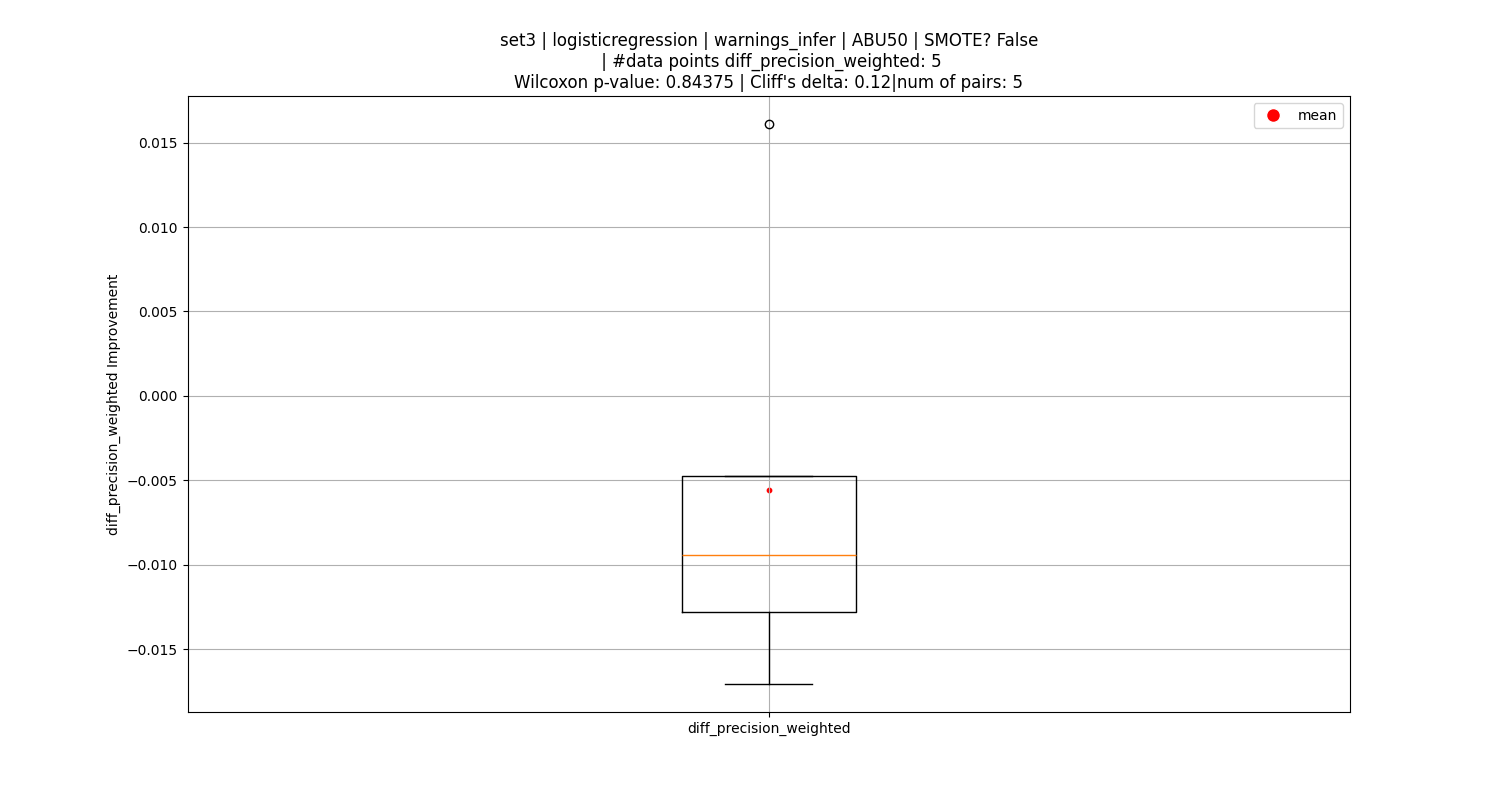 set3 | logisticregression | warnings_infer | ABU50 | SMOTE? False
| #data points diff_precision_weighted: 5
Wilcoxon p-value: 0.84375 | Cliff's delta: 0.12|num of pairs: 5
mean
0.015
0.010
0.005
0.000
−0.005
−0.010
−0.015
diff_precision_weighted Improvement
diff_precision_weighted